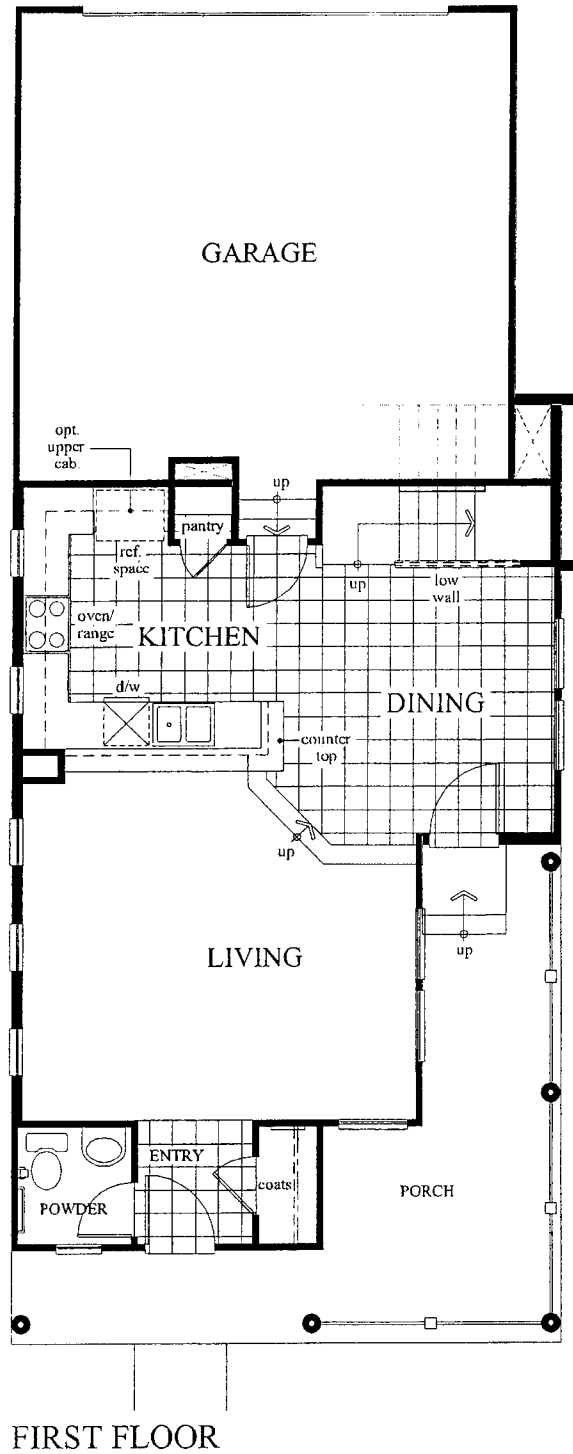 GARAGE
opt.
upper
cab.
up
pantry
ref.
space
up
low
wall
oven/
range
KITCHEN
d/w
DINING
counter
top
up
LIVING
up
ENTRY
coats
PORCH
POWDER
FIRST FLOOR